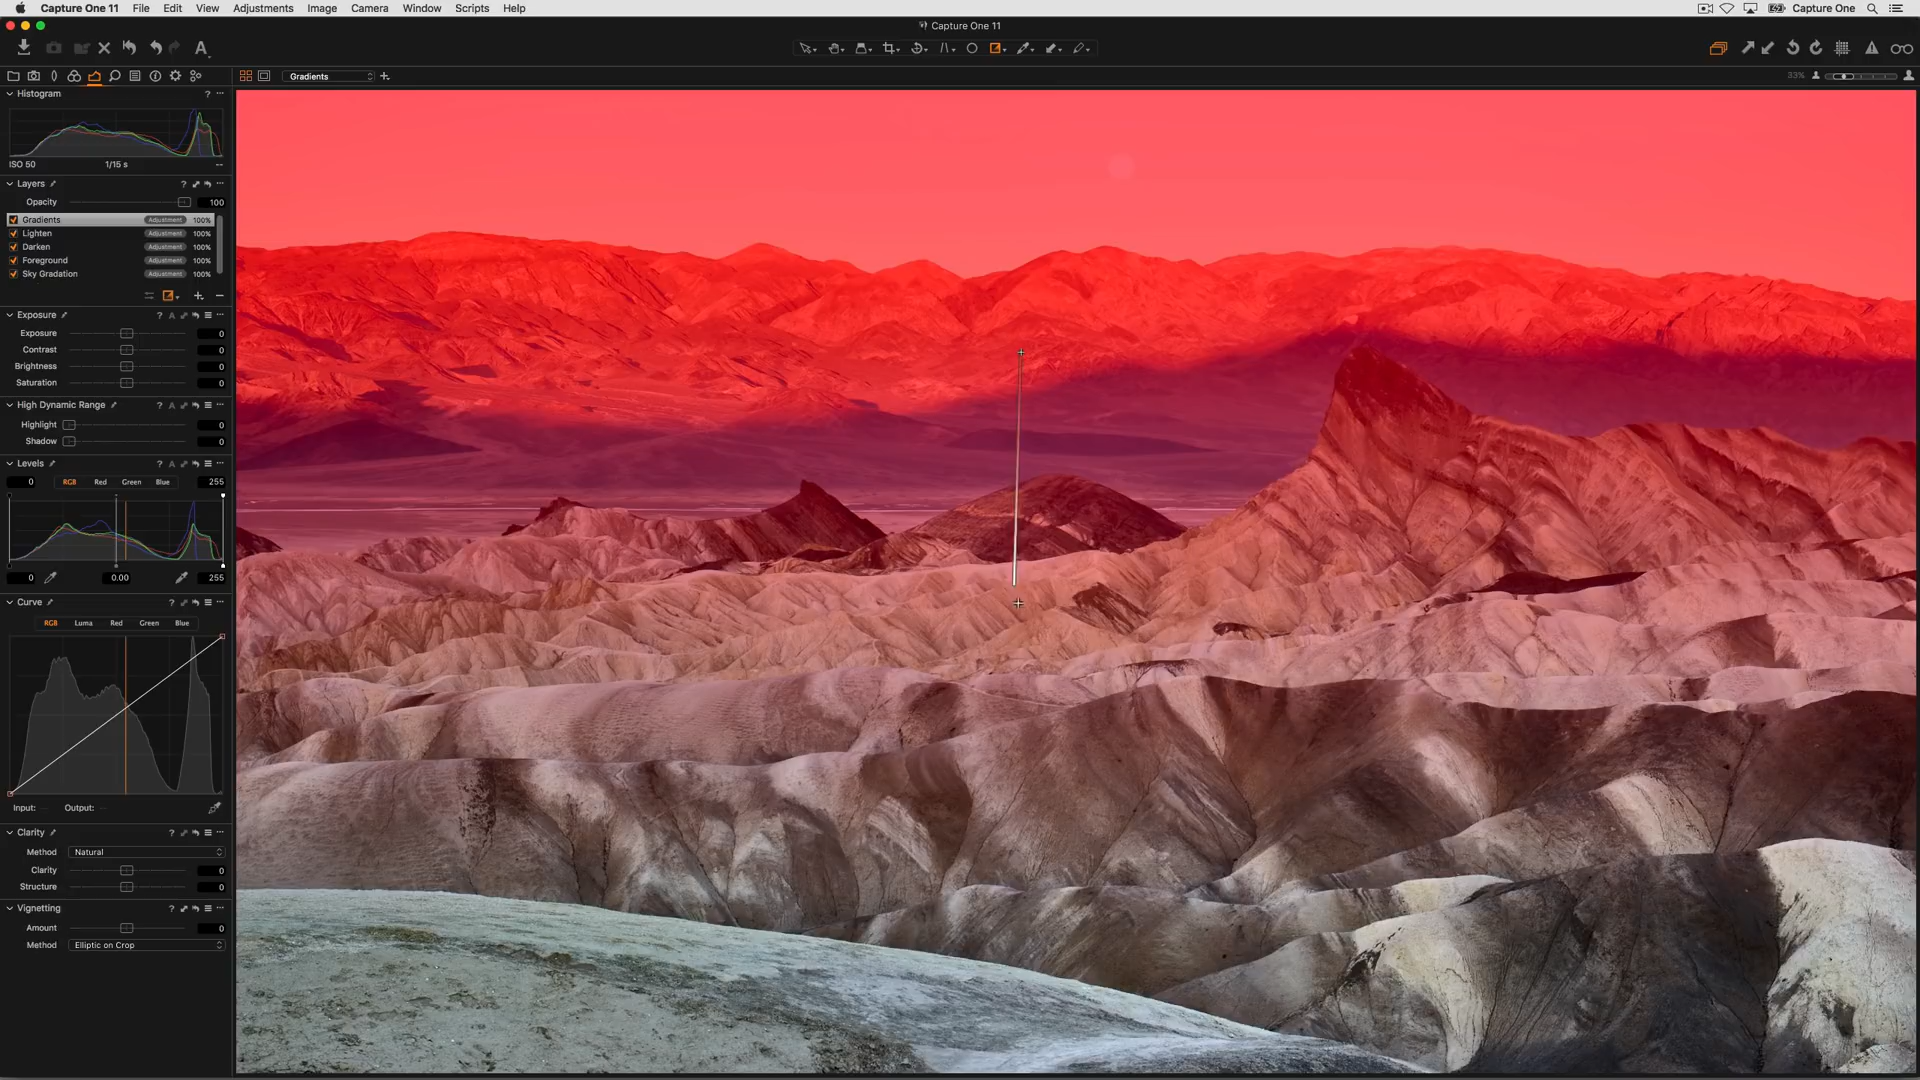 Capture One 11 File Edit View Adjustments Image Camera Window Scripts Help Capture One
Capture One 11
A
Gradients
33%
Histogram ? ...
ISO 50 1/15 s --
Layers ? ...
Opacity 100
Gradients Adjustment 100%
Lighten Adjustment 100%
Darken Adjustment 100%
Foreground Adjustment 100%
Sky Gradation Adjustment 100%
Exposure ? A ...
Exposure 0
Contrast 0
Brightness 0
Saturation 0
High Dynamic Range ? A ...
Highlight 0
Shadow 0
Levels ? A ...
0 RGB Red Green Blue 255
0 0.00 255
Curve ? ...
RGB Luma Red Green Blue
Input: -- Output: --
Clarity ? ...
Method Natural
Clarity 0
Structure 0
Vignetting ? ...
Amount 0
Method Elliptic on Crop